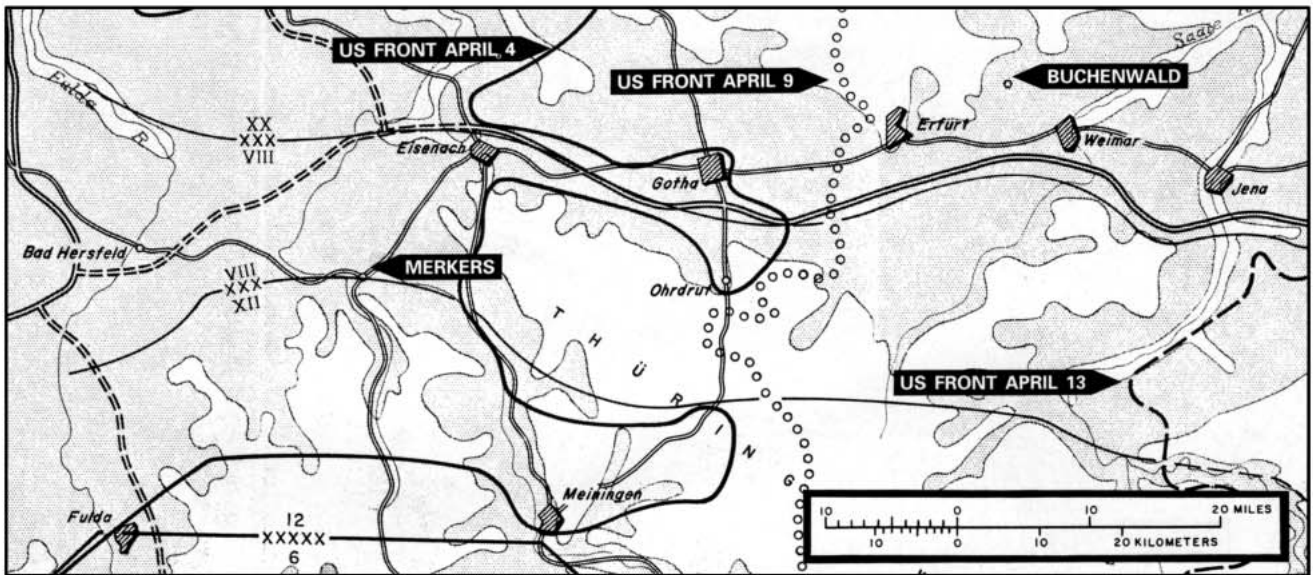 US FRONT APRIL 4
Saale R.
Fulda R.
US FRONT APRIL 9
BUCHENWALD
XX
XXX
VIII
Erfurt
Eisenach
Weimar
Gotha
Jena
Bad Hersfeld
MERKERS
VIII
XXX
XII
Ohrdruf
THÜRING
US FRONT APRIL 13
Meiningen
Fulda
12
XXXXX
6
10 0 10 20 MILES
10 0 10 20 KILOMETERS